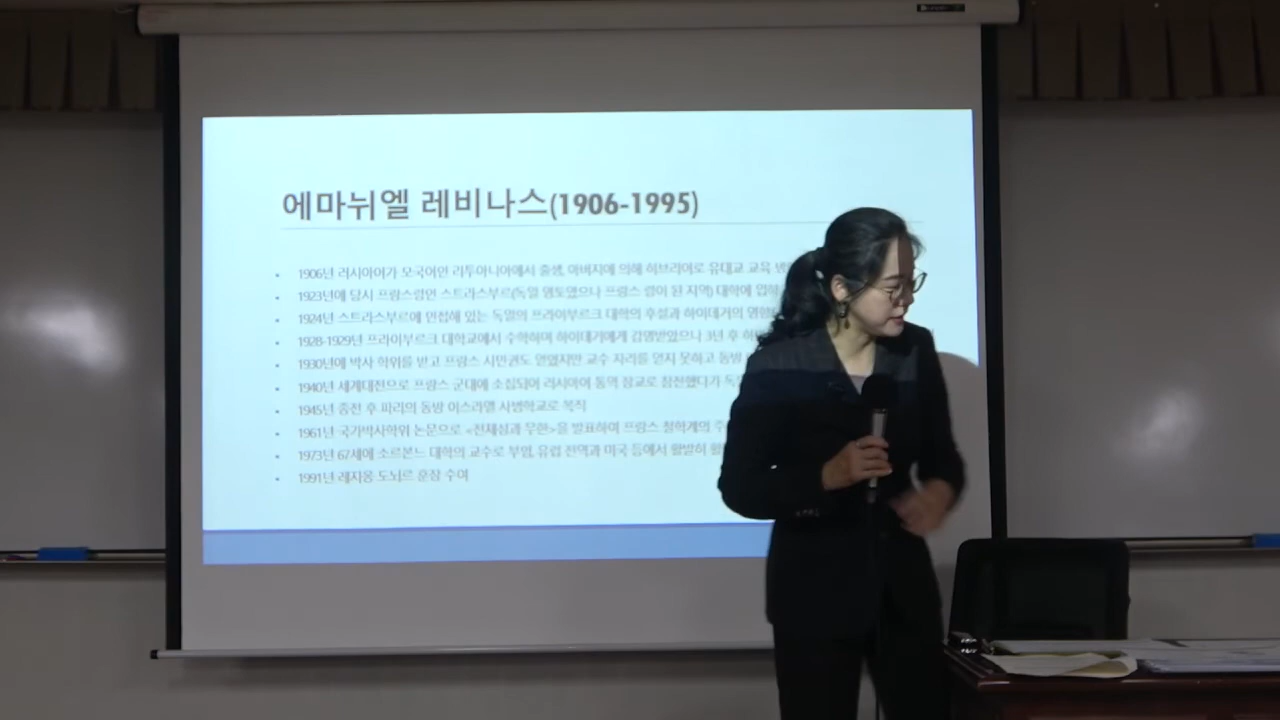 에마뉘엘 레비나스(1906-1995)
1906년 러시아어가 모국어인 리투아니아에서 출생, 아버지에 의해 히브리어로 유대교 교육
1923년에 당시 프랑스령인 스트라스부르(독일 영토였으나 프랑스 령이 된 지역) 대학에 입학
1924년 스트라스부르에 인접해 있는 독일의 프라이부르크 대학의 후설과 하이데거의 영향
1928-1929년 프라이부르크 대학교에서 수학하며 하이데거에게 감명받았으나 3년 후
1930년에 박사 학위를 받고 프랑스 시민권도 얻었지만 교수 자리를 얻지 못하고 동방
1940년 세계대전으로 프랑스 군대에 소집되어 러시아어 통역 장교로 참전했다가
1945년 종전 후 파리의 동방 이스라엘 사범학교로 복직
1961년 국가박사학위 논문으로 <전체성과 무한>을 발표하여 프랑스 철학계의
1973년 67세에 소르본느 대학의 교수로 부임, 유럽 전역과 미국 등에서 활발히
1991년 레지옹 도뇌르 훈장 수여